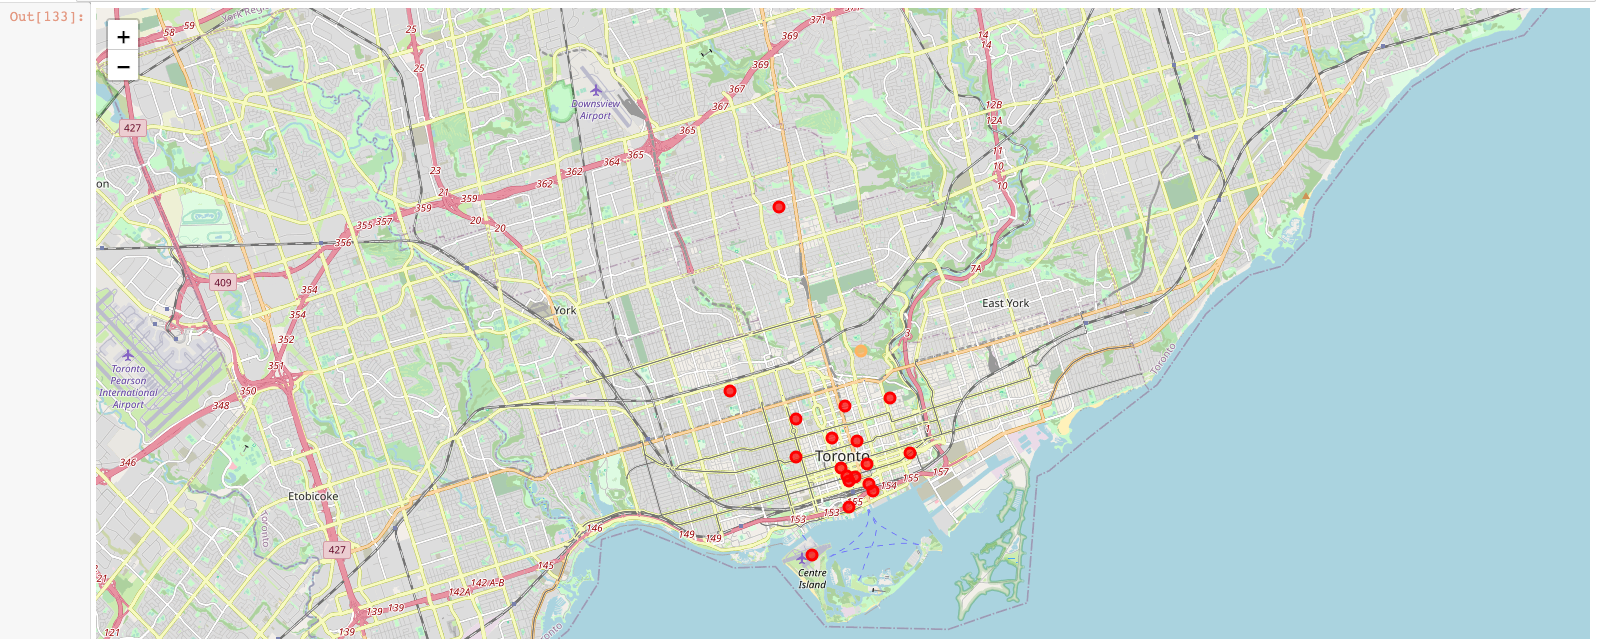 Out[133]:
+
−
58
59
York Regi
25
25
371
369
369
367
367
365
365
364
362
362
14
14
12B
12A
11
10
10
Downsview
Airport
427
on
23
21
359
359
20
20
357
355
356
409
354
354
352
351
350
348
346
7A
3
York
East York
Toronto
Pearson
International
Airport
Toronto
Toronto
1
157
155
154
155
153
153
149
149
146
145
142 A-B
142A
139
139
139
Etobicoke
Toronto
427
Centre
Island
121
21
ronto